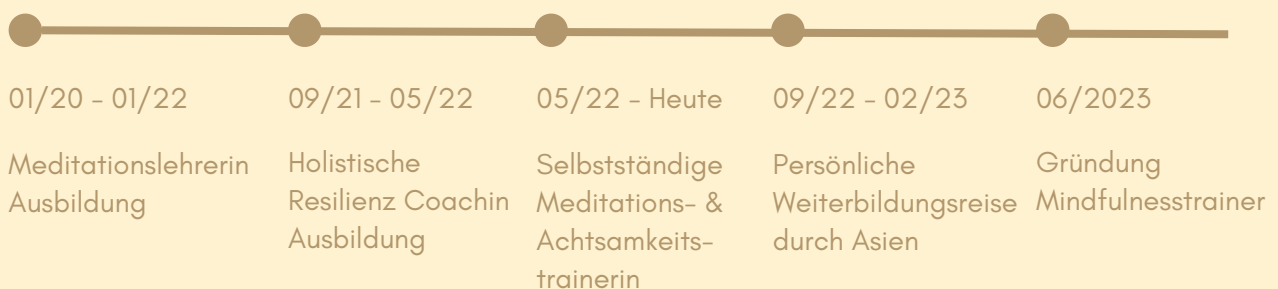 01/20 - 01/22
Meditationslehrerin
Ausbildung
09/21 - 05/22
Holistische
Resilienz Coachin
Ausbildung
05/22 - Heute
Selbstständige
Meditations- &
Achtsamkeits-
trainerin
09/22 - 02/23
Persönliche
Weiterbildungsreise
durch Asien
06/2023
Gründung
Mindfulnesstrainer